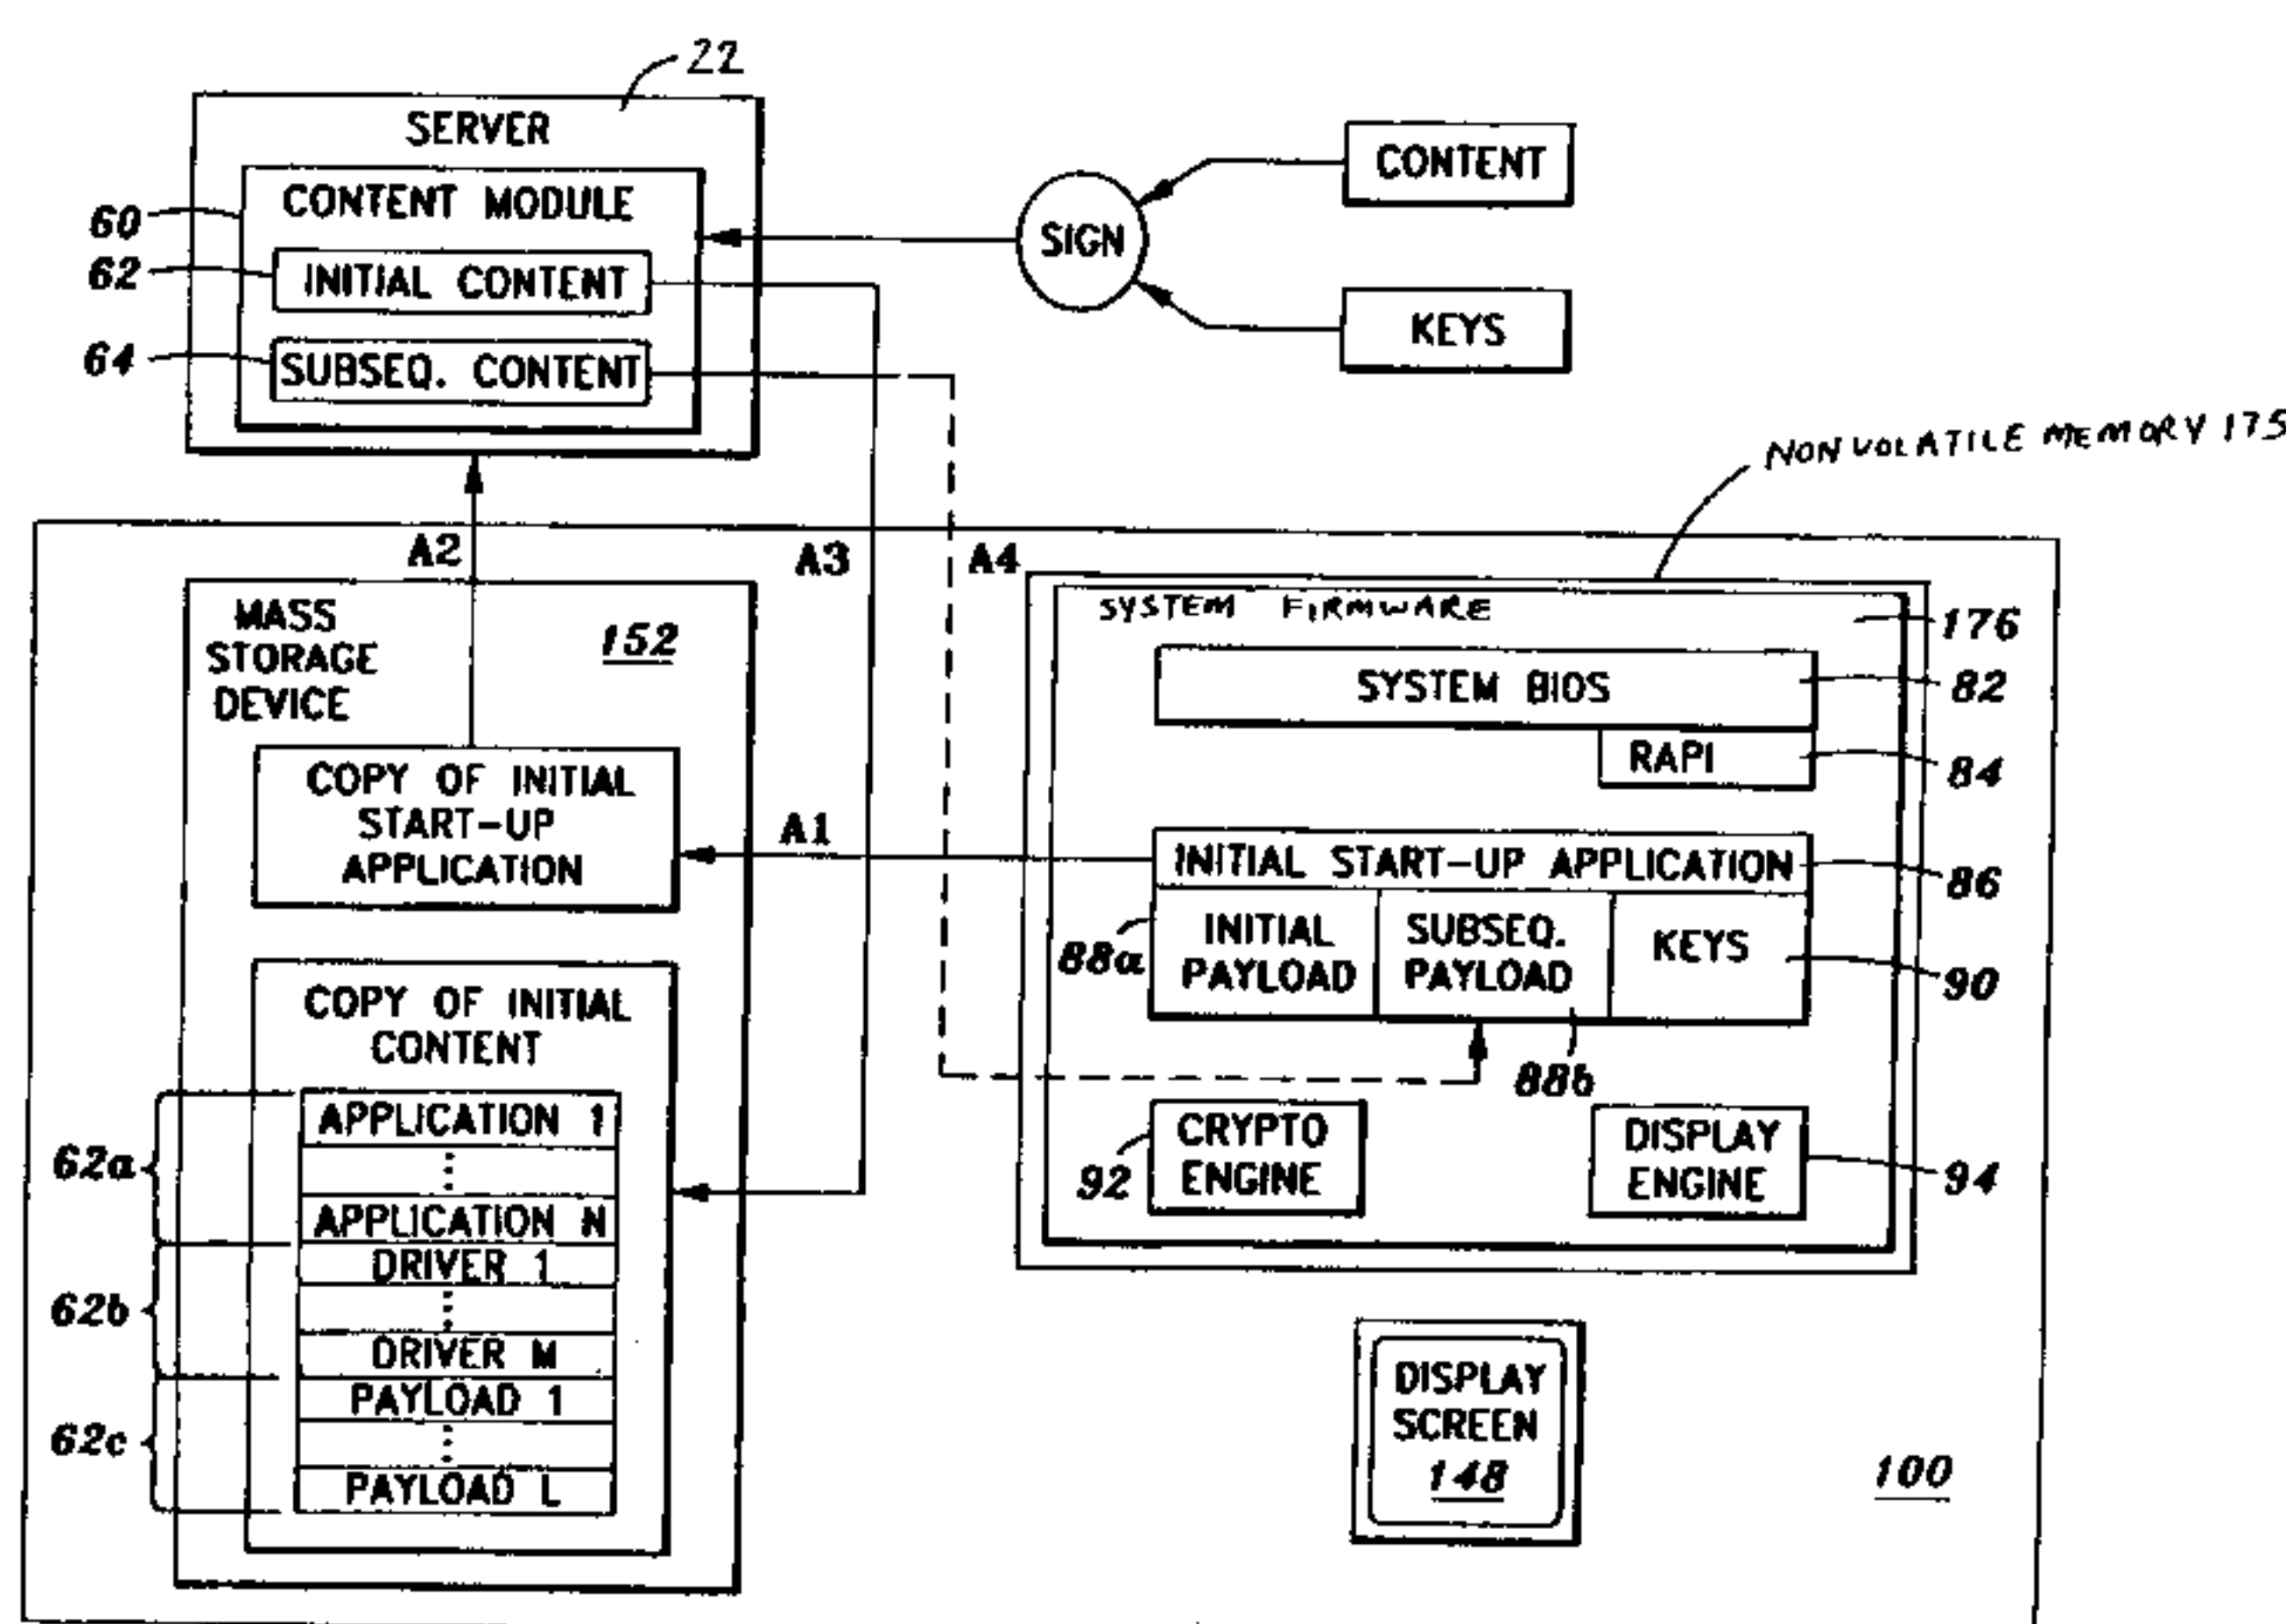 22
SERVER
CONTENT MODULE
60
INITIAL CONTENT
62
SUBSEQ. CONTENT
64
SIGN
CONTENT
KEYS
NONVOLATILE MEMORY 175
A2
A3
A4
MASS
STORAGE
DEVICE
152
COPY OF INITIAL
START-UP
APPLICATION
A1
COPY OF INITIAL
CONTENT
APPLICATION 1
APPLICATION N
62a
DRIVER 1
DRIVER M
62b
PAYLOAD 1
PAYLOAD L
62c
SYSTEM FIRMWARE
176
SYSTEM BIOS
82
RAPI
84
INITIAL START-UP APPLICATION
86
88a
INITIAL
PAYLOAD
SUBSEQ.
PAYLOAD
88b
KEYS
90
CRYPTO
ENGINE
92
DISPLAY
ENGINE
94
DISPLAY
SCREEN
148
100